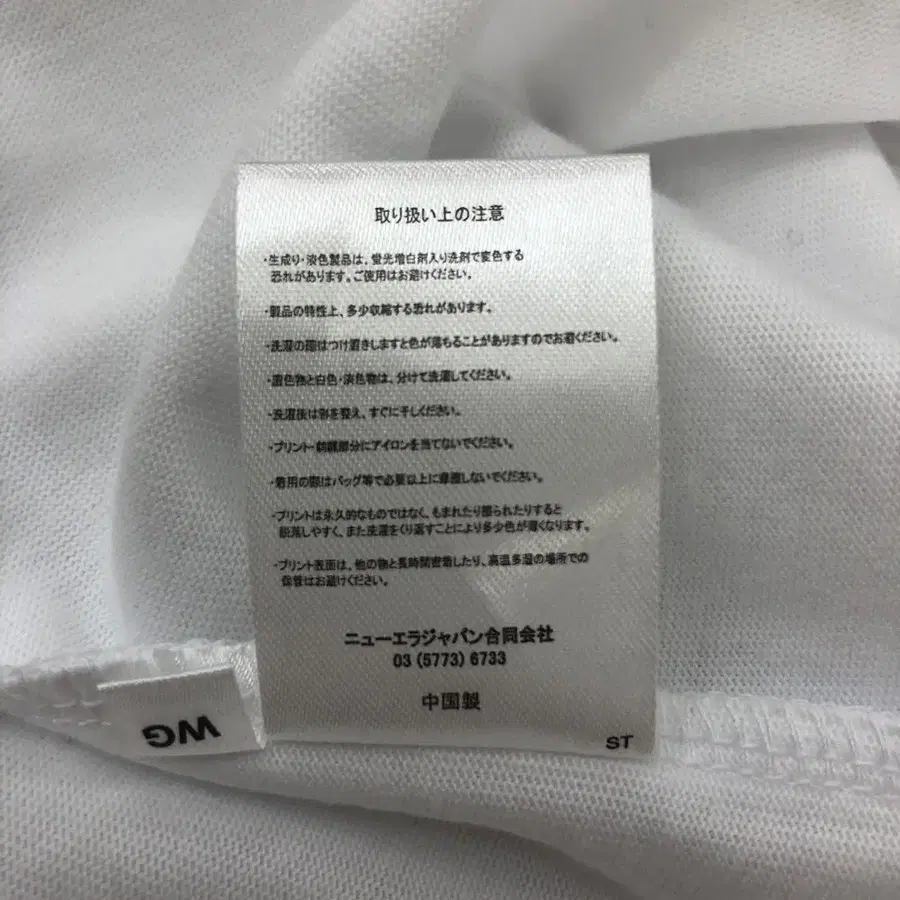 取り扱い上の注意
・生成り・淡色製品は、蛍光増白剤入り洗剤で変色する
恐れがあります。ご使用はお避けください。
・製品の特性上、多少収縮する恐れがあります。
・洗濯の際はつけ置きしますと色が落ちることがありますのでお避けください。
・濃色物と白色・淡色物は、分けて洗濯してください。
・洗濯後は形を整え、すぐに干しください。
・プリント・刺繍部分にアイロンを当てないでください。
・着用の際はバッグ等で必要以上に摩擦しないでください。
・プリントは永久的なものではなく、もまれたり擦られたりすると
脱落しやすく、また洗濯をくり返すことにより多少色が薄くなります。
・プリント表面は、他の物と長時間密着したり、高温多湿の場所での
保管はお避けください。
ニューエラジャパン合同会社
03 (5773) 6733
中国製
ST
WG